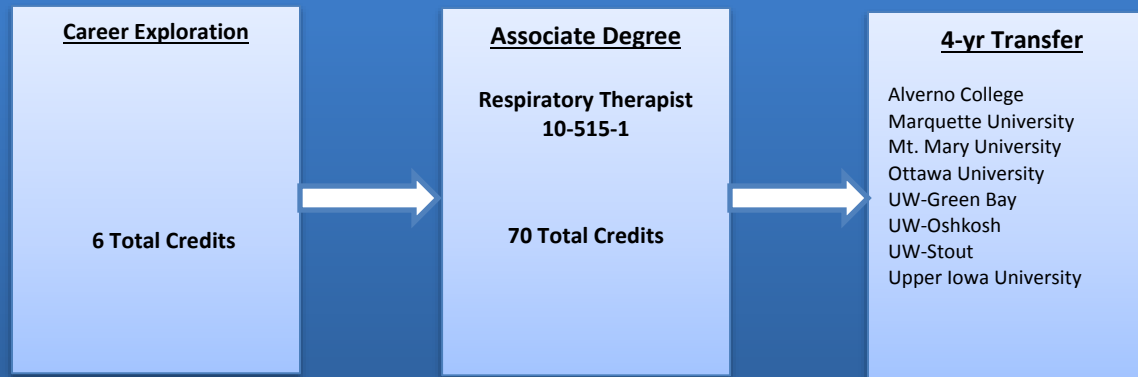 Career Exploration
6 Total Credits
Associate Degree
Respiratory Therapist
10-515-1
70 Total Credits
4-yr Transfer
Alverno College
Marquette University
Mt. Mary University
Ottawa University
UW-Green Bay
UW-Oshkosh
UW-Stout
Upper Iowa University